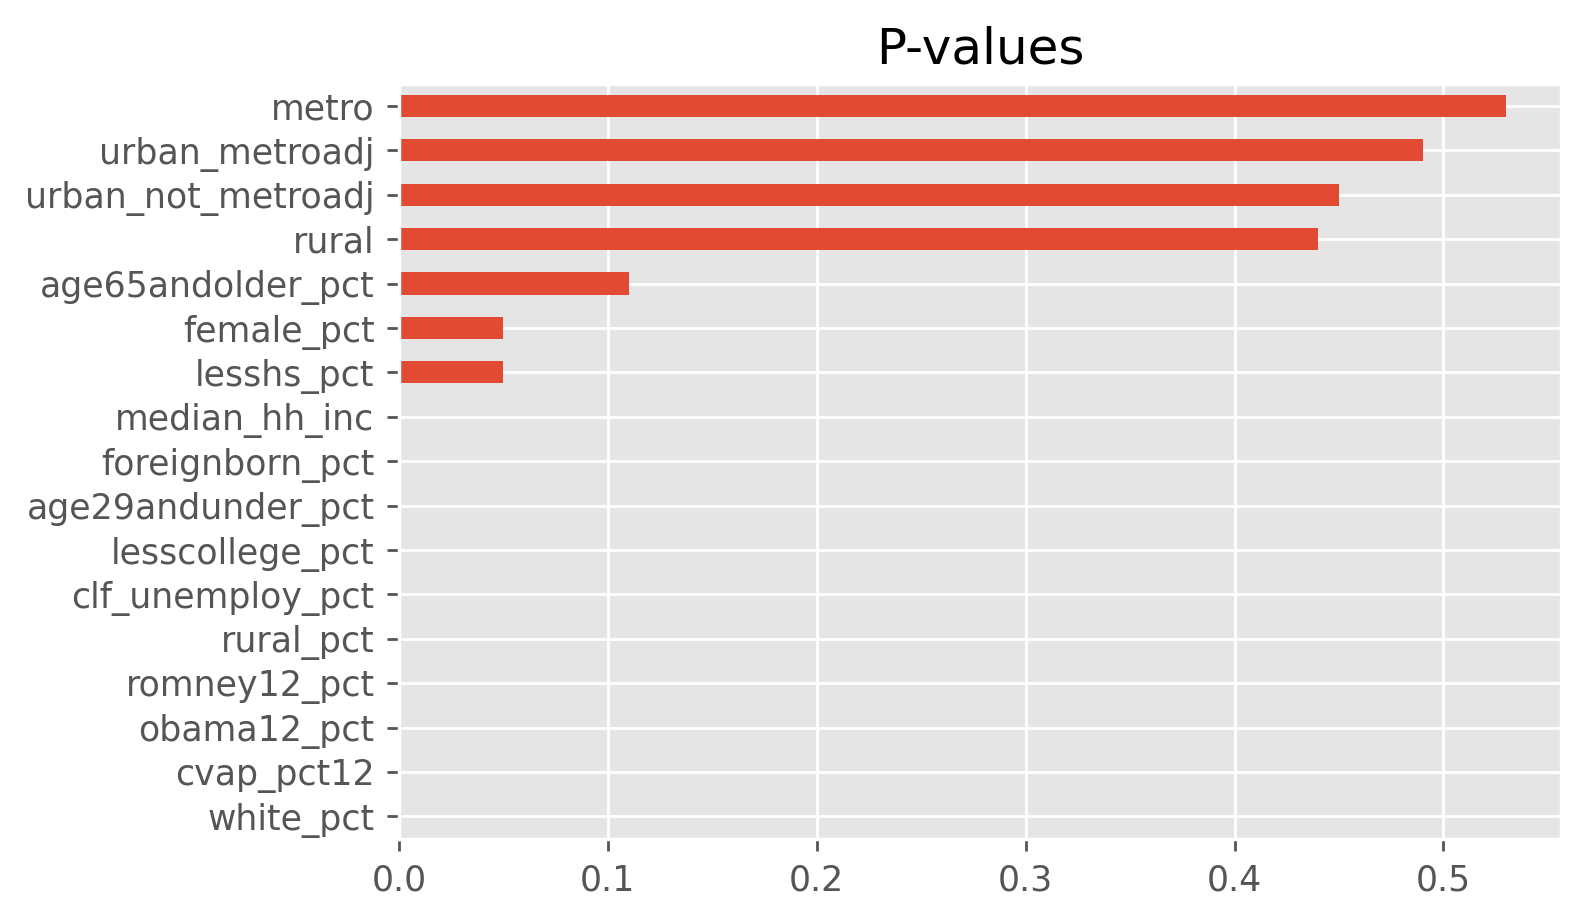 P-values
metro
urban_metroadj
urban_not_metroadj
rural
age65andolder_pct
female_pct
lesshs_pct
median_hh_inc
foreignborn_pct
age29andunder_pct
lesscollege_pct
clf_unemploy_pct
rural_pct
romney12_pct
obama12_pct
cvap_pct12
white_pct
0.0 0.1 0.2 0.3 0.4 0.5